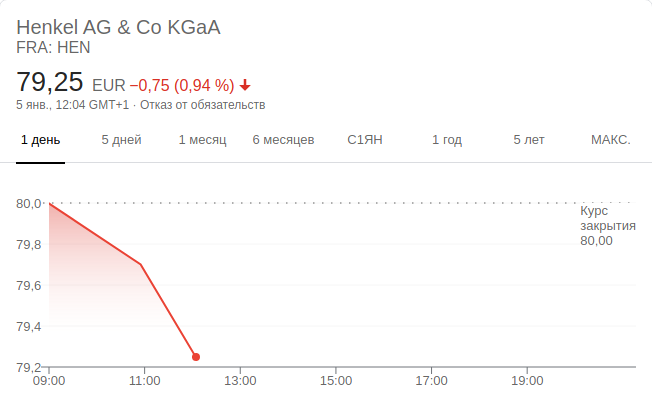 Henkel AG & Co KGaA
FRA: HEN
79,25 EUR −0,75 (0,94 %)
5 янв., 12:04 GMT+1 · Отказ от обязательств
1 день 5 дней 1 месяц 6 месяцев С1ЯН 1 год 5 лет МАКС.
80,0
Курс
закрытия
80,00
79,8
79,6
79,4
79,2
09:00 11:00 13:00 15:00 17:00 19:00